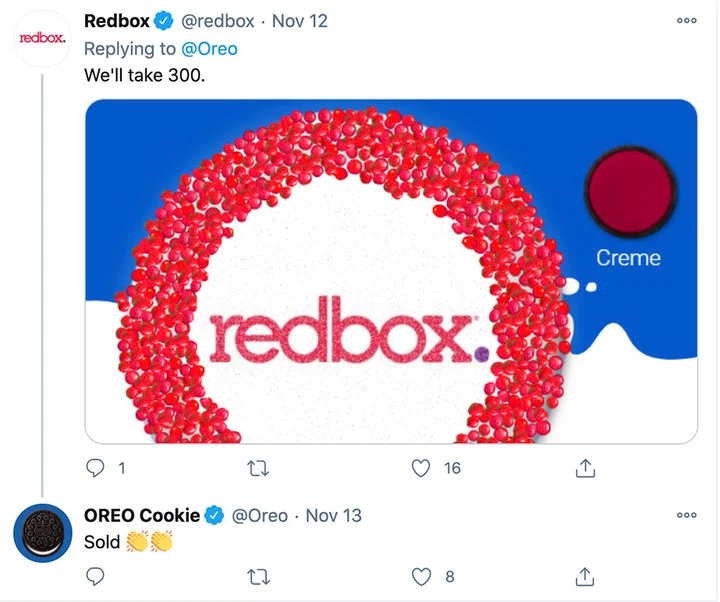 redbox.
Redbox @redbox · Nov 12
Replying to @Oreo
We'll take 300.
Creme
redbox.
1
16
OREO Cookie @Oreo · Nov 13
Sold 👏👏
8